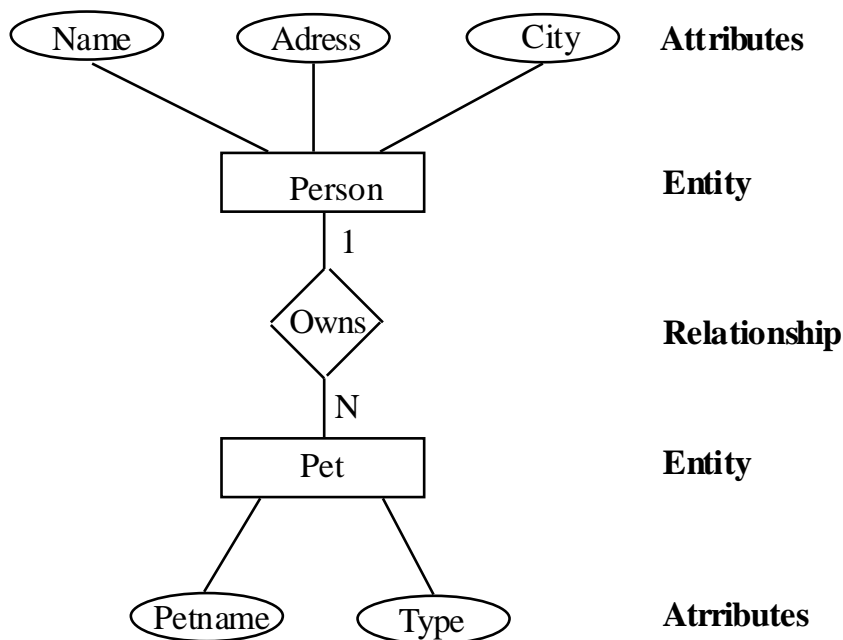 Name Adress City Attributes
Person Entity
1
Owns
Relationship
N
Pet Entity
Petname Type Atrributes